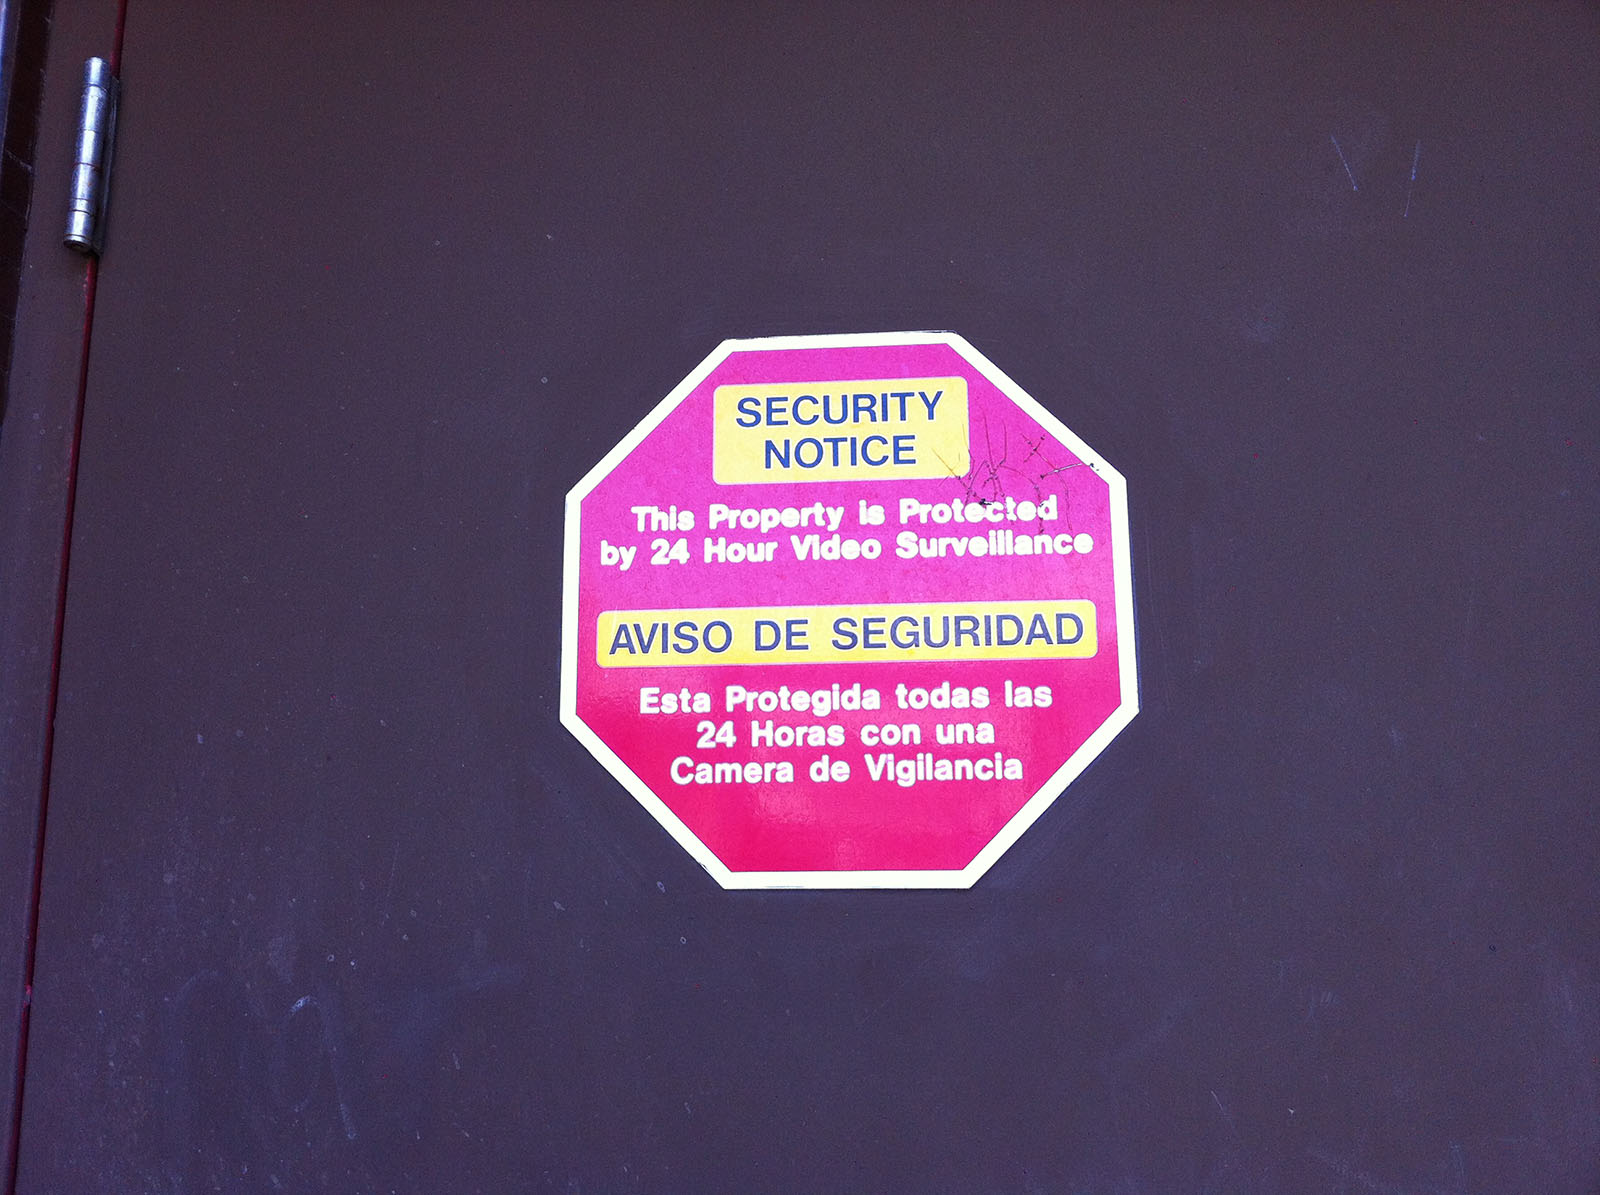 SECURITY
NOTICE
This Property is Protected
by 24 Hour Video Surveillance
AVISO DE SEGURIDAD
Esta Protegida todas las
24 Horas con una
Camera de Vigilancia